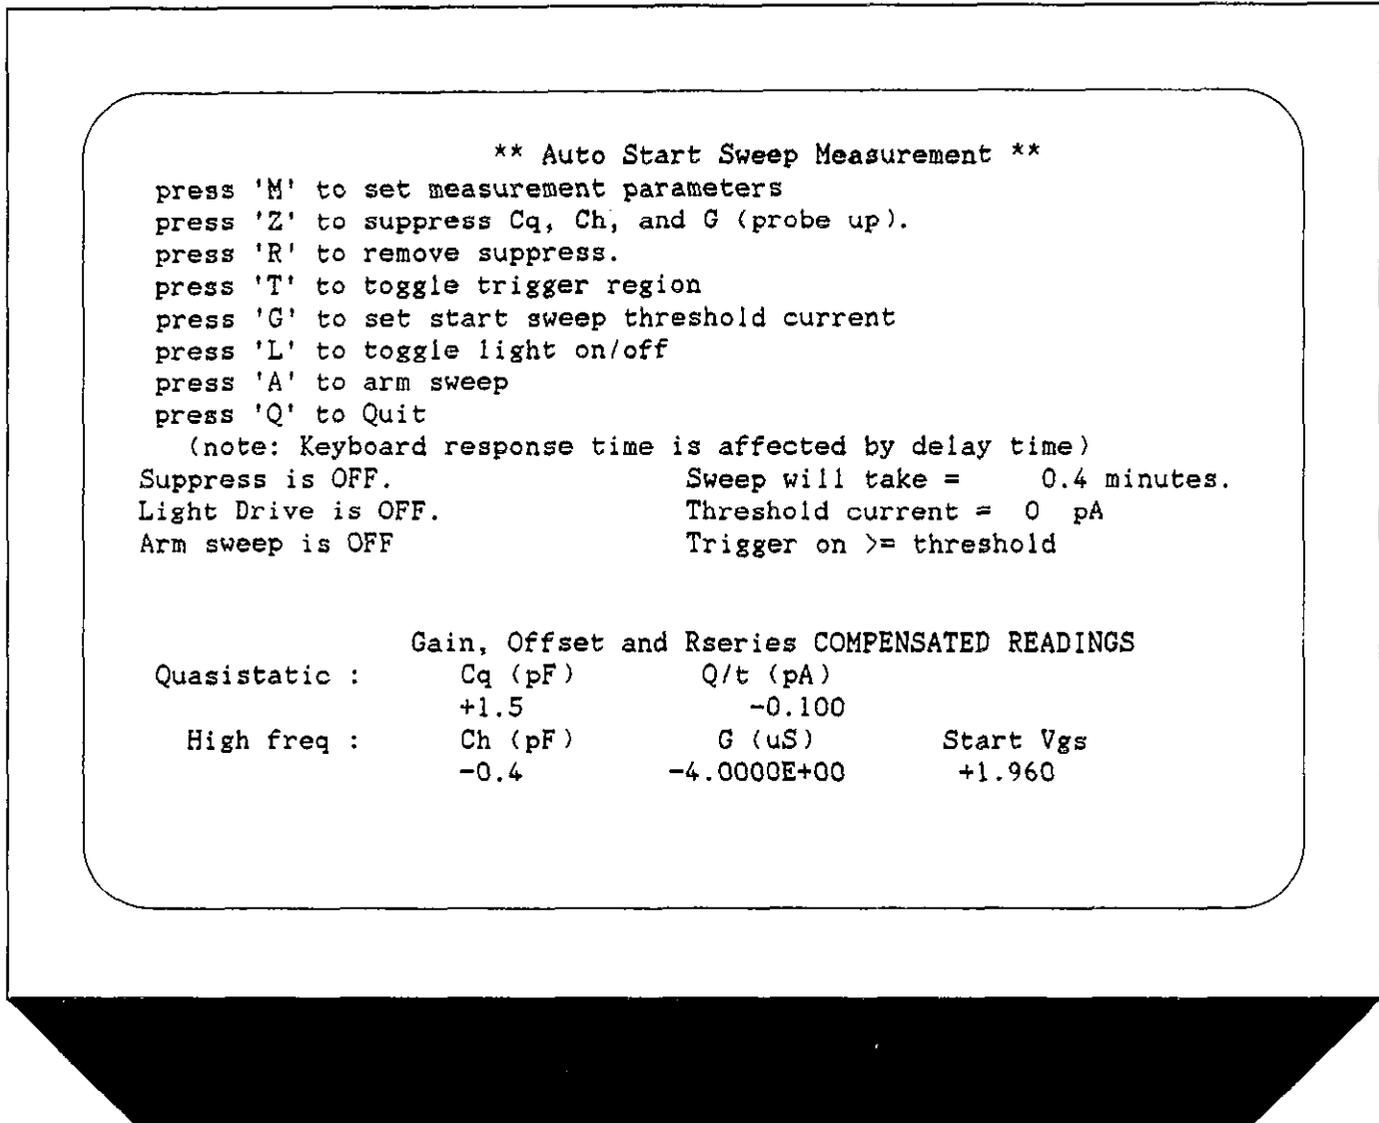 ** Auto Start Sweep Measurement **
press 'M' to set measurement parameters
press 'Z' to suppress Cq, Ch, and G (probe up).
press 'R' to remove suppress.
press 'T' to toggle trigger region
press 'G' to set start sweep threshold current
press 'L' to toggle light on/off
press 'A' to arm sweep
press 'Q' to Quit
(note: Keyboard response time is affected by delay time)
Suppress is OFF. Sweep will take = 0.4 minutes.
Light Drive is OFF. Threshold current = 0 pA
Arm sweep is OFF Trigger on >= threshold
Gain, Offset and Rseries COMPENSATED READINGS
Quasistatic : Cq (pF) Q/t (pA)
+1.5 -0.100
High freq : Ch (pF) G (uS) Start Vgs
-0.4 -4.0000E+00 +1.960